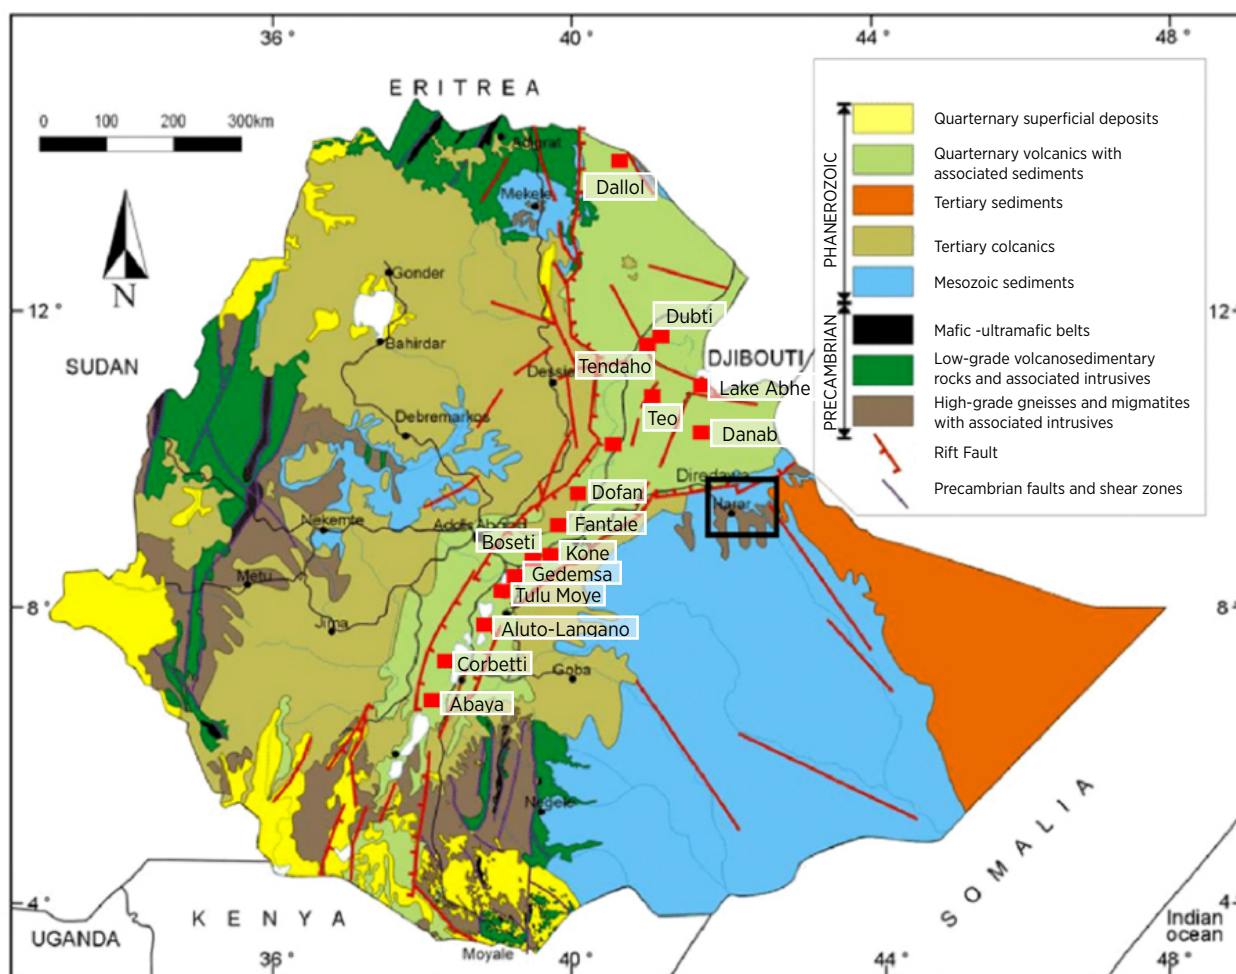 36 °
40 °
44 °
48 °
ERITREA
0 100 200 300km
Adigrat
Mekele
Dallol
N
Gonder
12 °
12 °
Bahirdar
SUDAN
Dubti
DJIBOUTI
Tendaho
Dessie
Lake Abhe
Debremarkos
Teo
Danab
Diredawa
Dofan
Harar
Nekemte
Fantale
Boseti
Kone
Metu
Gedemsa
Tulu Moye
8 °
8 °
Jima
Aluto-Langano
Corbetti
Goba
Abaya
Negele
SOMALIA
4 °
4 °
KENYA
UGANDA
Moyale
Indian
ocean
36 °
40 °
44 °
48 °
PHANEROZOIC
Quarternary superficial deposits
Quarternary volcanics with
associated sediments
Tertiary sediments
Tertiary colcanics
Mesozoic sediments
PRECAMBRIAN
Mafic -ultramafic belts
Low-grade volcanosedimentary
rocks and associated intrusives
High-grade gneisses and migmatites
with associated intrusives
Rift Fault
Precambrian faults and shear zones